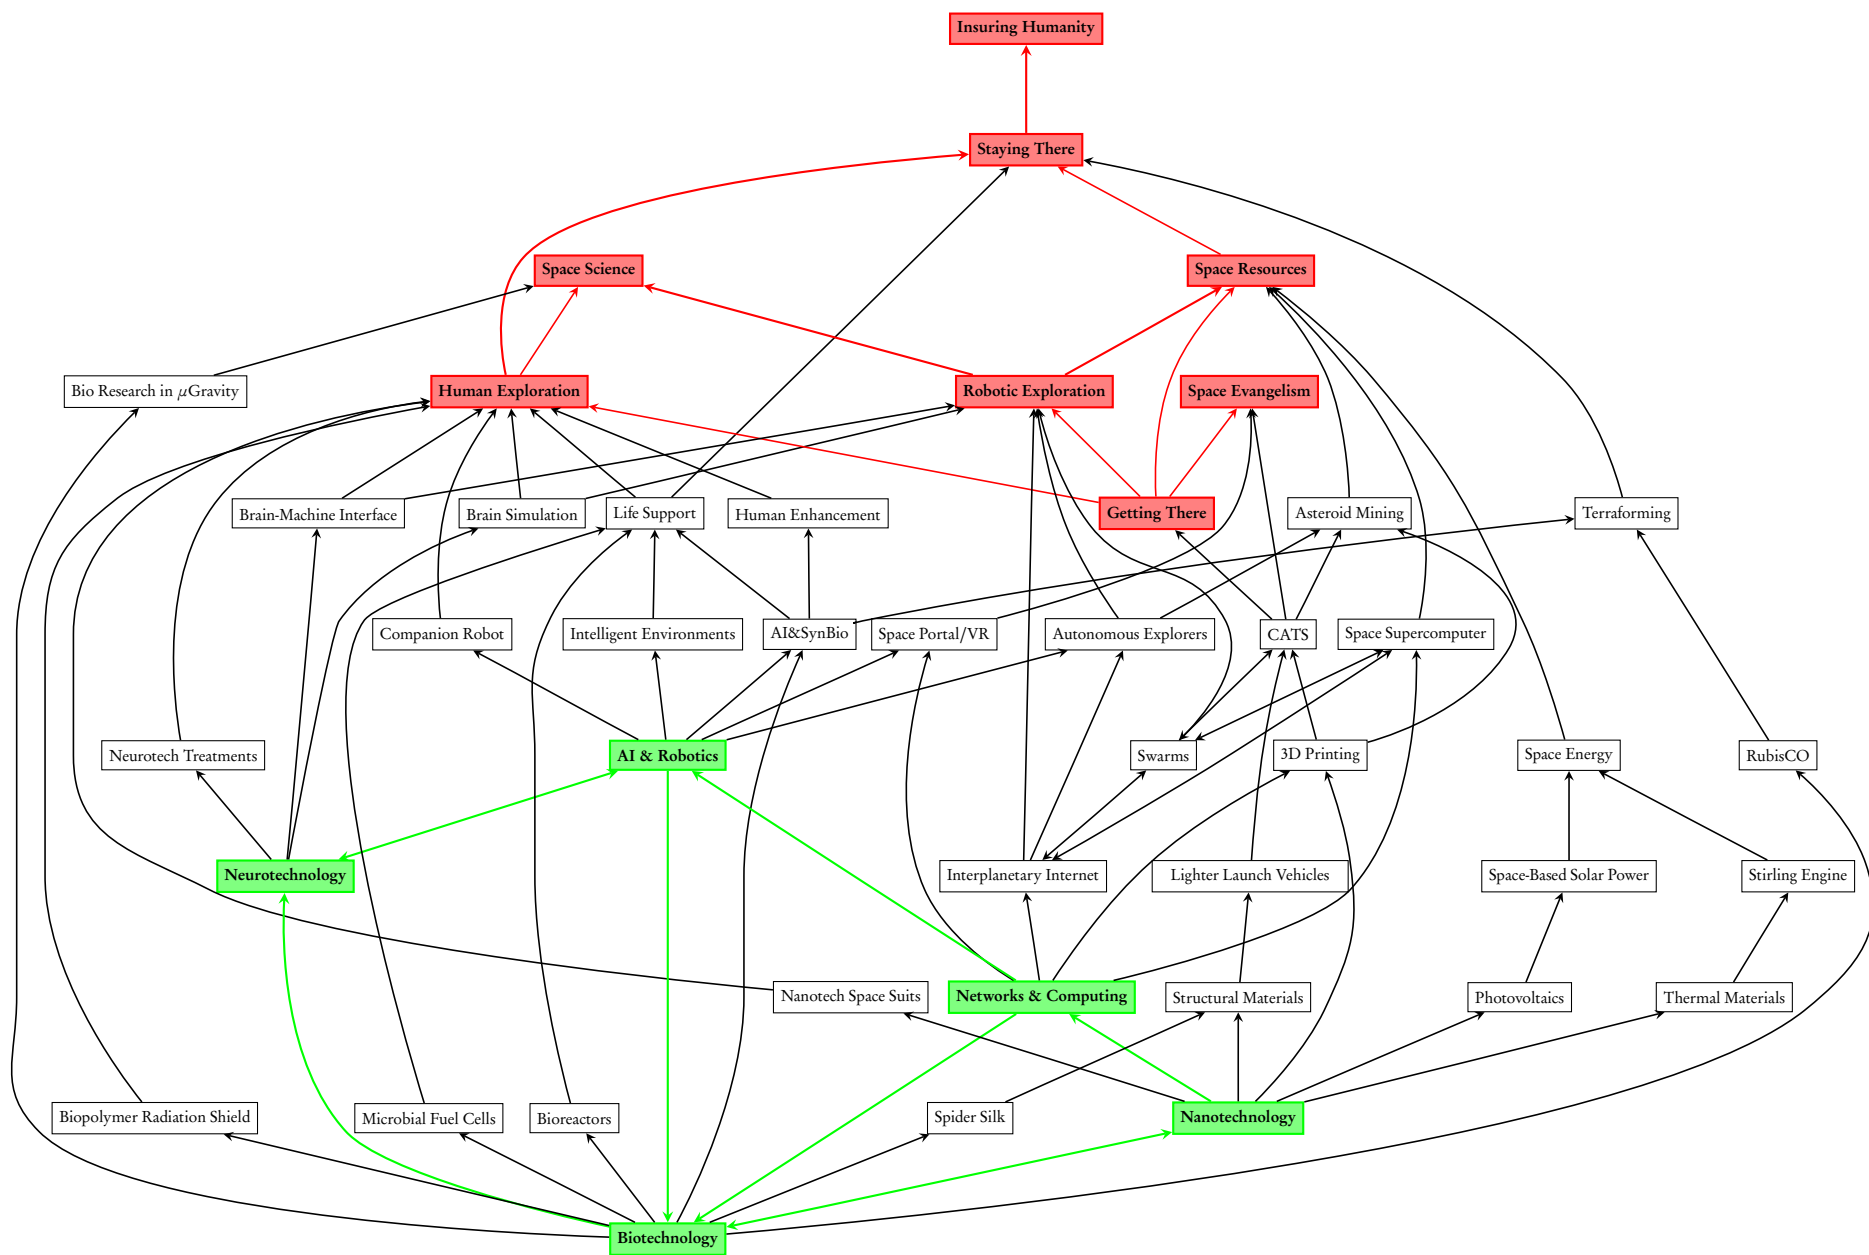 Insuring Humanity
Staying There
Space Science
Space Resources
Bio Research in μGravity
Human Exploration
Robotic Exploration
Space Evangelism
Brain-Machine Interface
Brain Simulation
Life Support
Human Enhancement
Getting There
Asteroid Mining
Terraforming
Companion Robot
Intelligent Environments
AI&SynBio
Space Portal/VR
Autonomous Explorers
CATS
Space Supercomputer
Neurotech Treatments
AI & Robotics
Swarms
3D Printing
Space Energy
RubisCO
Neurotechnology
Interplanetary Internet
Lighter Launch Vehicles
Space-Based Solar Power
Stirling Engine
Nanotech Space Suits
Networks & Computing
Structural Materials
Photovoltaics
Thermal Materials
Biopolymer Radiation Shield
Microbial Fuel Cells
Bioreactors
Spider Silk
Nanotechnology
Biotechnology